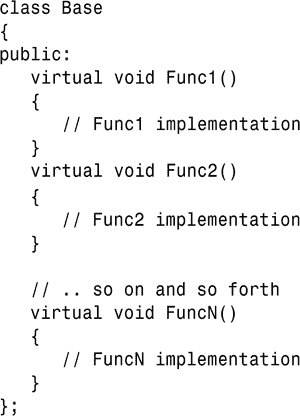 class Base
{
public:
   virtual void Func1()
   {
      // Func1 implementation
   }
   virtual void Func2()
   {
      // Func2 implementation
   }

   // .. so on and so forth
   virtual void FuncN()
   {
      // FuncN implementation
   }
};